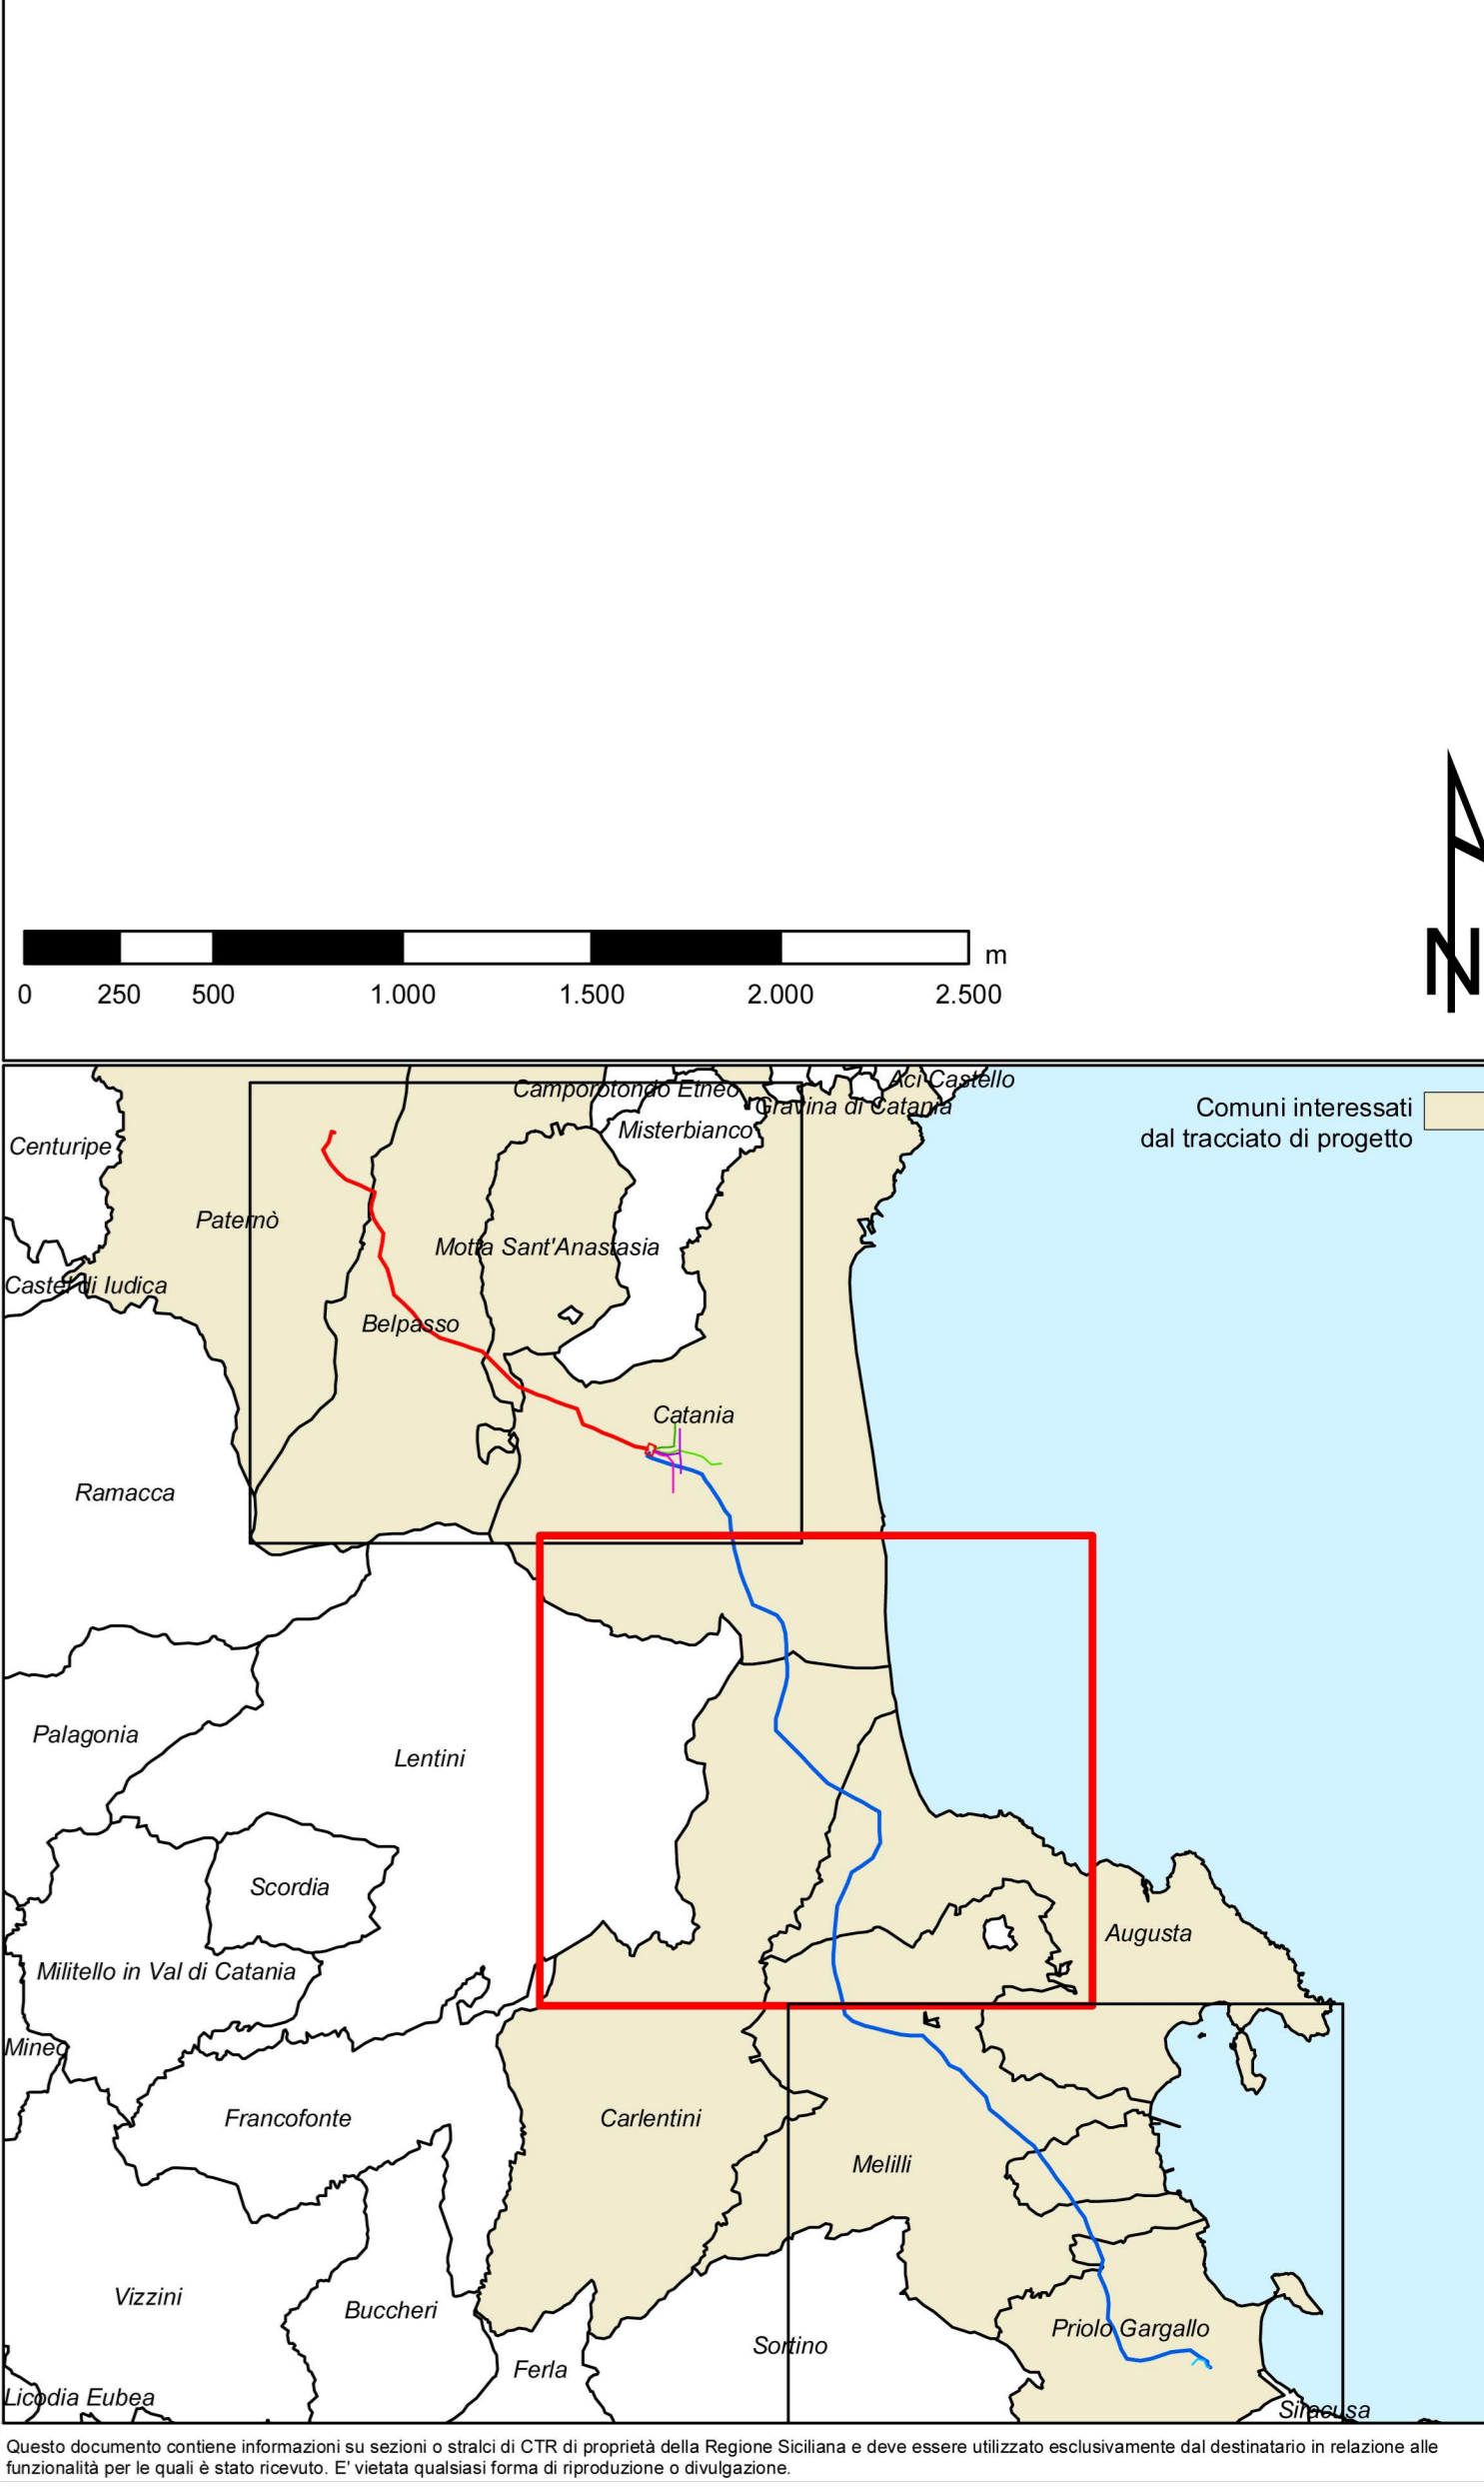 m
0 250 500 1.000 1.500 2.000 2.500
N
Aci Castello
Camporotondo Etneo
Gravina di Catania
Comuni interessati
dal tracciato di progetto
Misterbianco
Centuripe
Paternò
Motta Sant'Anastasia
Castel di Iudica
Belpasso
Catania
Ramacca
Palagonia
Lentini
Scordia
Augusta
Militello in Val di Catania
Mineo
Francofonte
Carlentini
Melilli
Vizzini
Buccheri
Priolo Gargallo
Sortino
Ferla
Licodia Eubea
Siracusa
Questo documento contiene informazioni su sezioni o stralci di CTR di proprietà della Regione Siciliana e deve essere utilizzato esclusivamente dal destinatario in relazione alle
funzionalità per le quali è stato ricevuto. E' vietata qualsiasi forma di riproduzione o divulgazione.